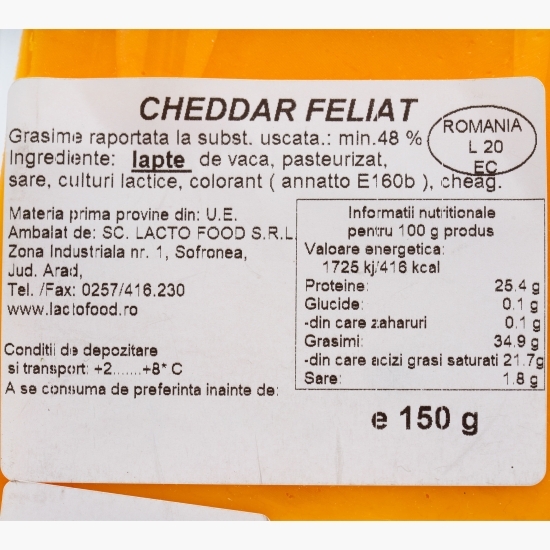 CHEDDAR FELIAT
Grasime raportata la subst. uscata.: min.48 %
Ingrediente: lapte de vaca, pasteurizat,
sare, culturi lactice, colorant ( annatto E160b ), cheag.
ROMANIA
L 20
EC
Materia prima provine din: U.E.
Ambalat de: SC. LACTO FOOD S.R.L.
Zona Industriala nr. 1, Sofronea,
Jud. Arad,
Tel. /Fax: 0257/416.230
www.lactofood.ro
Conditii de depozitare
si transport: +2.......+8* C
A se consuma de preferinta inainte de:
Informatii nutritionale
pentru 100 g produs
Valoare energetica:
1725 kj/416 kcal
Proteine: 25.4 g
Glucide: 0.1 g
-din care zaharuri 0.1 g
Grasimi: 34.9 g
-din care acizi grasi saturati 21.7g
Sare: 1.8 g
e 150 g